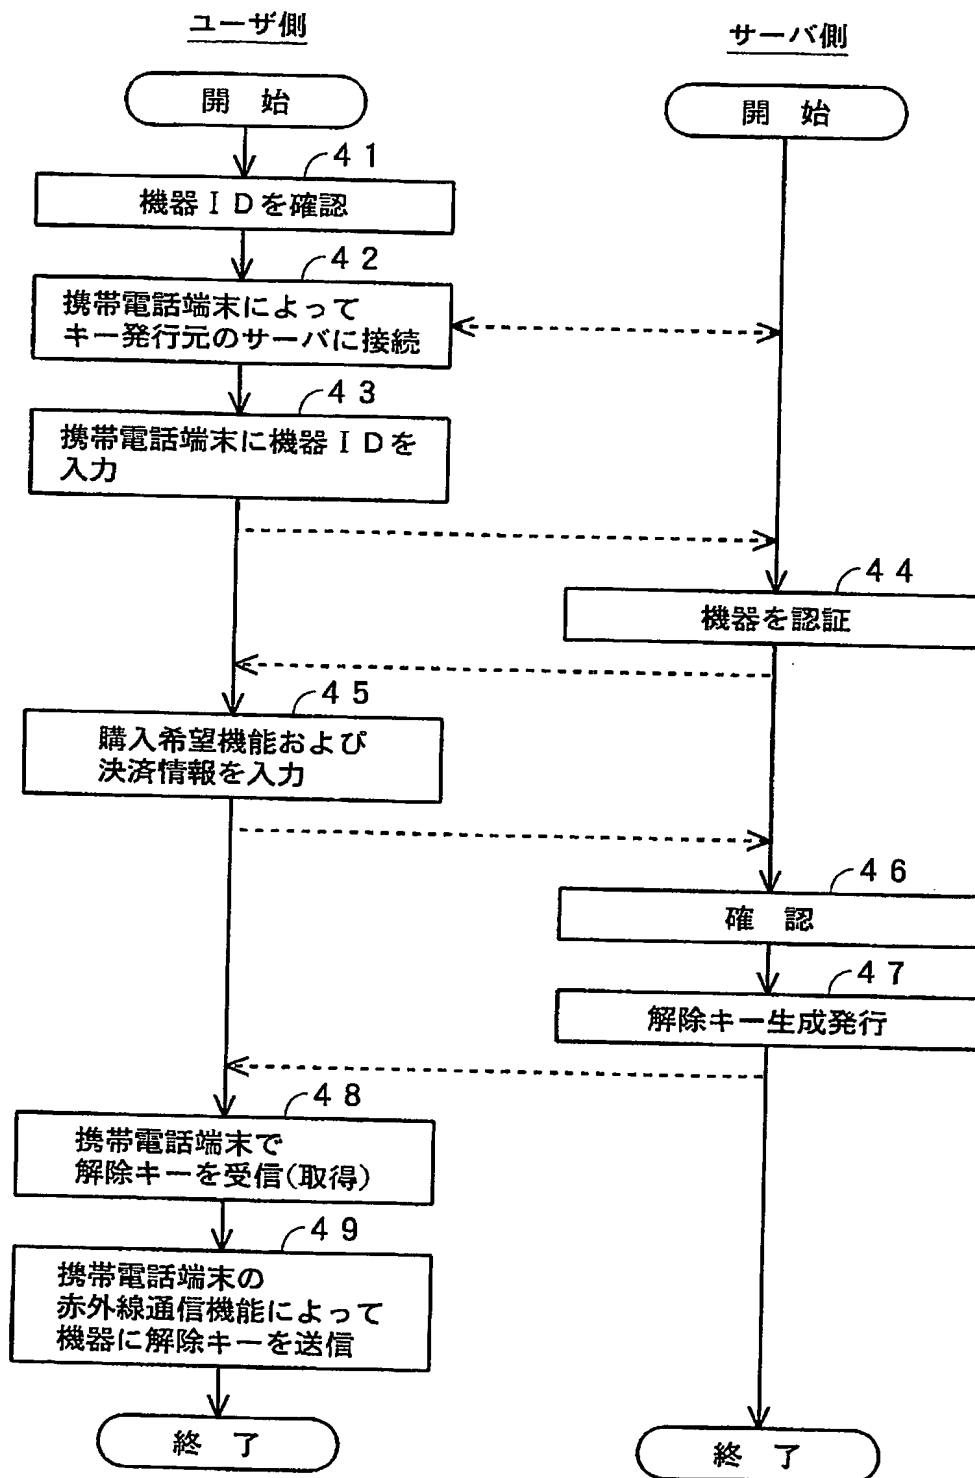 ユーザ側
サーバ側
開 始
開 始
41
機器IDを確認
42
携帯電話端末によって
キー発行元のサーバに接続
43
携帯電話端末に機器IDを
入力
44
機器を認証
45
購入希望機能および
決済情報を入力
46
確 認
47
解除キー生成発行
48
携帯電話端末で
解除キーを受信(取得)
49
携帯電話端末の
赤外線通信機能によって
機器に解除キーを送信
終 了
終 了